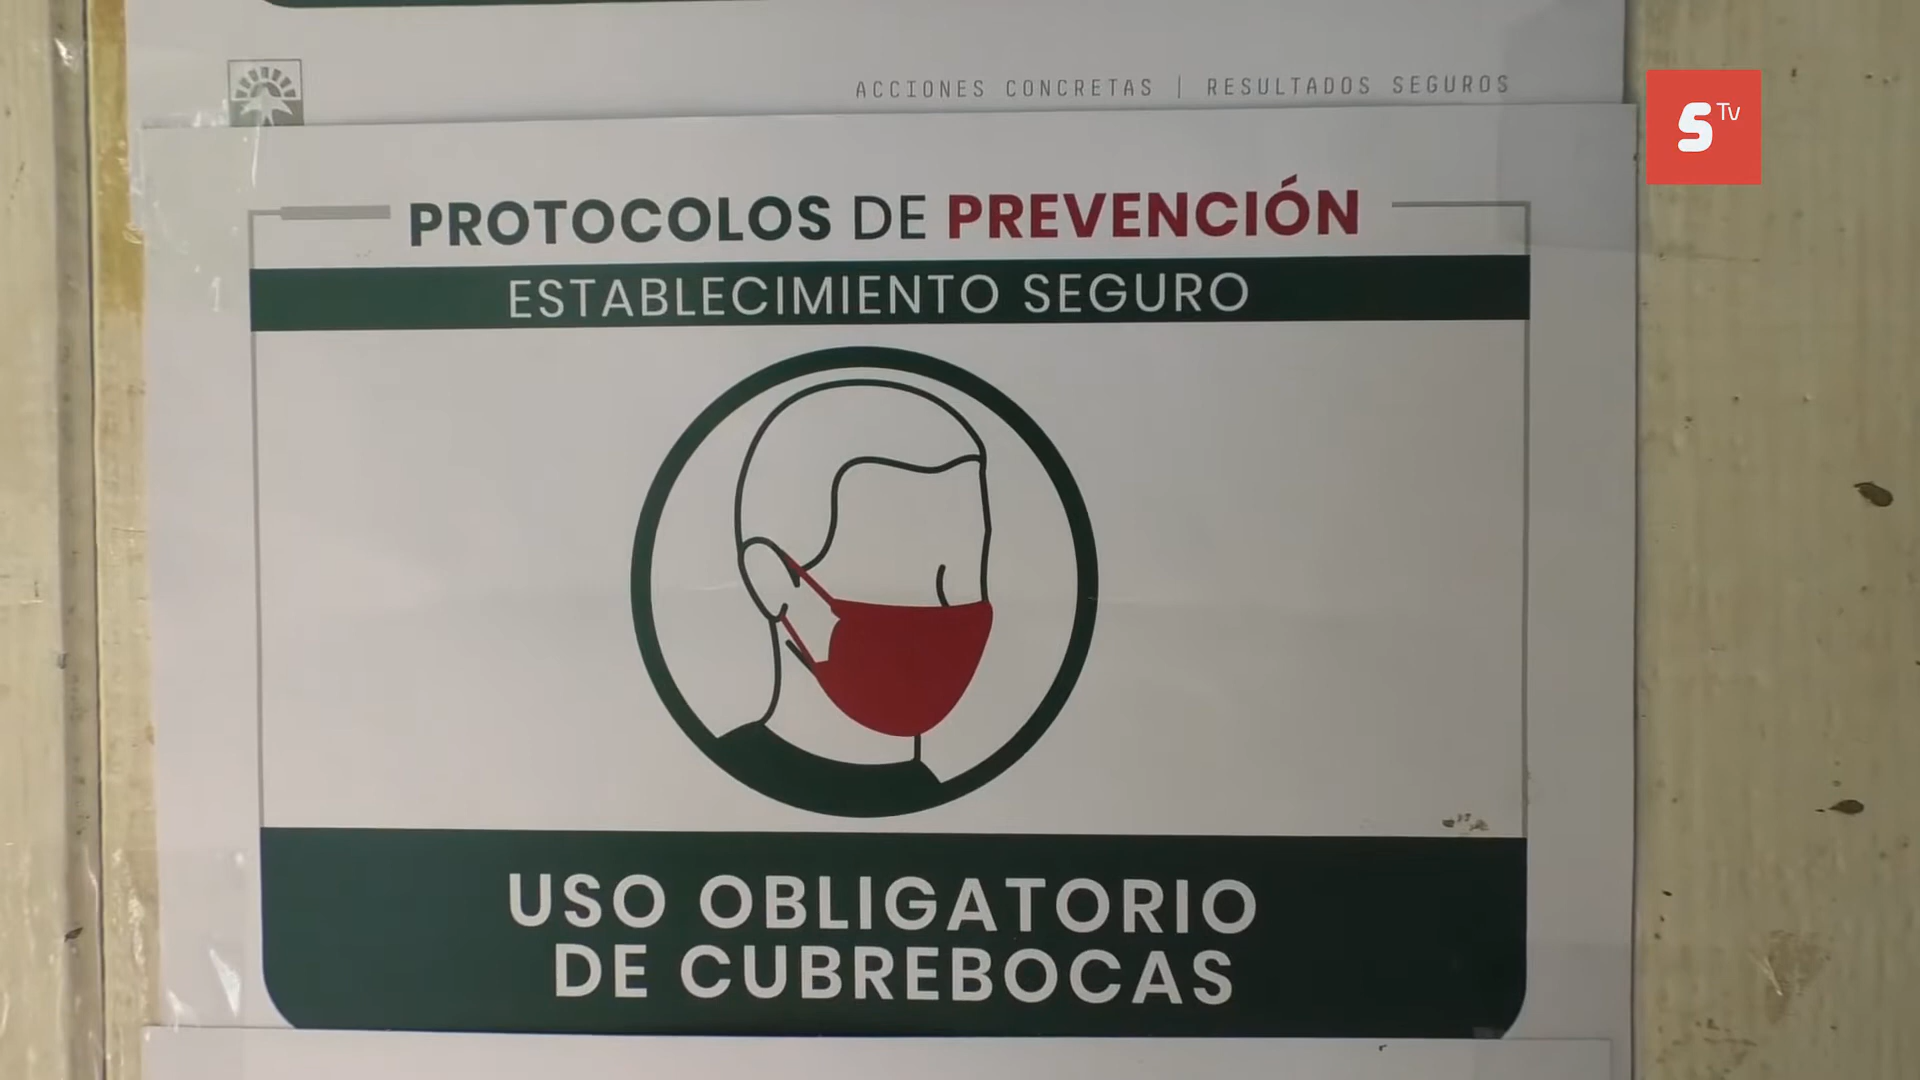 ACCIONES CONCRETAS | RESULTADOS SEGUROS
S Tv
PROTOCOLOS DE PREVENCIÓN
ESTABLECIMIENTO SEGURO
USO OBLIGATORIO
DE CUBREBOCAS